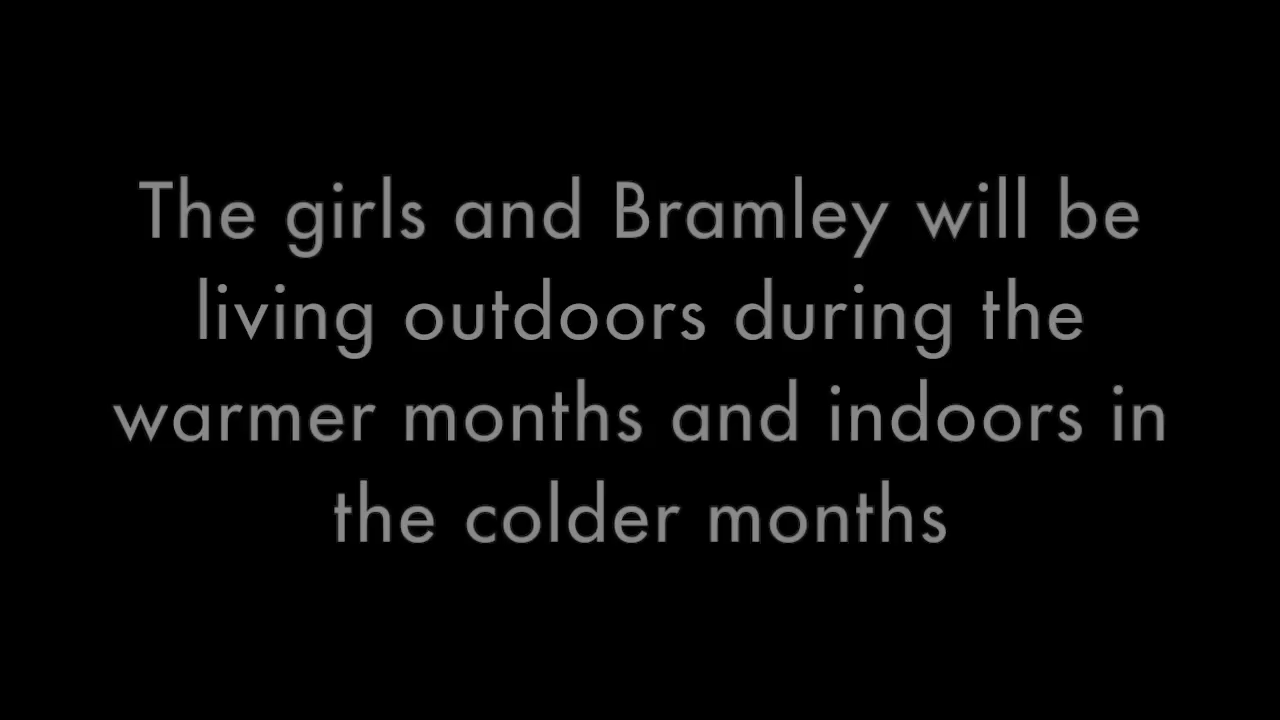 The girls and Bramley will be
living outdoors during the
warmer months and indoors in
the colder months